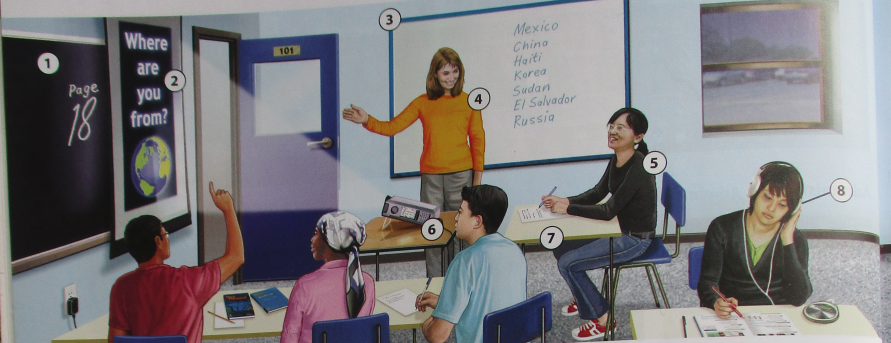 1
Page
18
Where
are
you
from?
2
101
3
Mexico
China
Haiti
Korea
Sudan
El Salvador
Russia
4
5
6
7
8